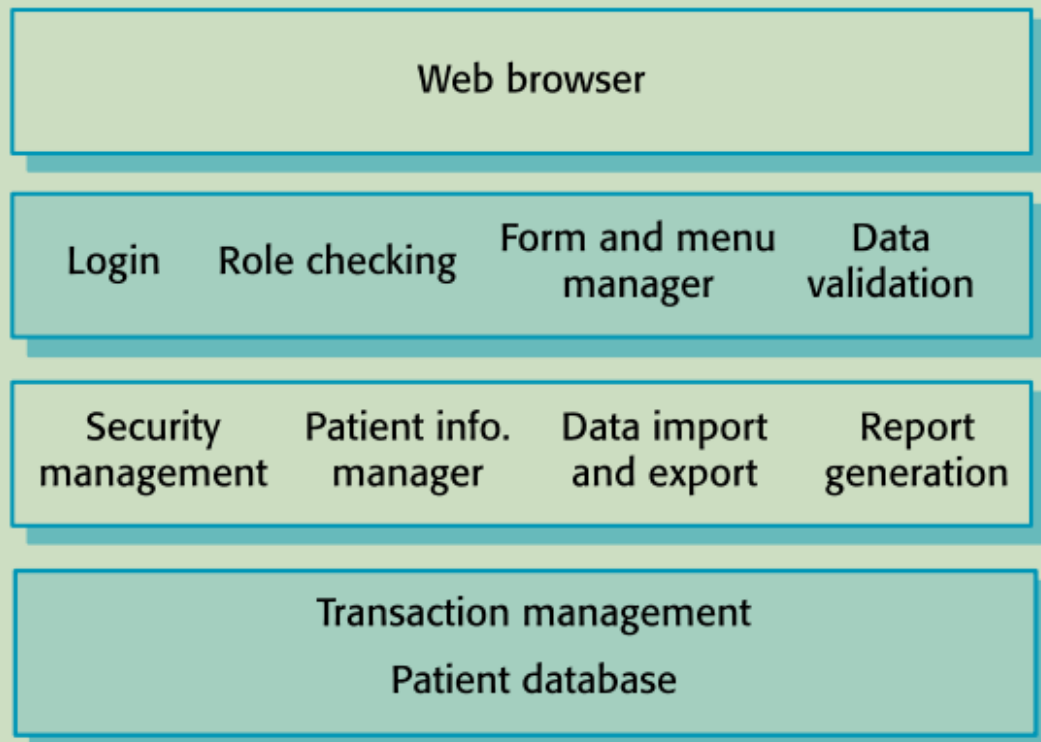 Web browser
Login
Role checking
Form and menu
manager
Data
validation
Security
management
Patient info.
manager
Data import
and export
Report
generation
Transaction management
Patient database